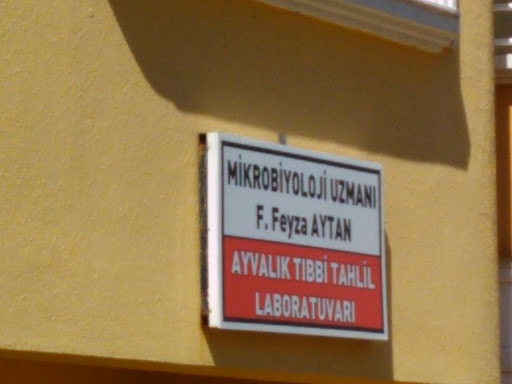 MİKROBİYOLOJİ UZMANI
F. Feyza AYTAN
AYVALIK TIBBİ TAHLİL
LABORATUVARI